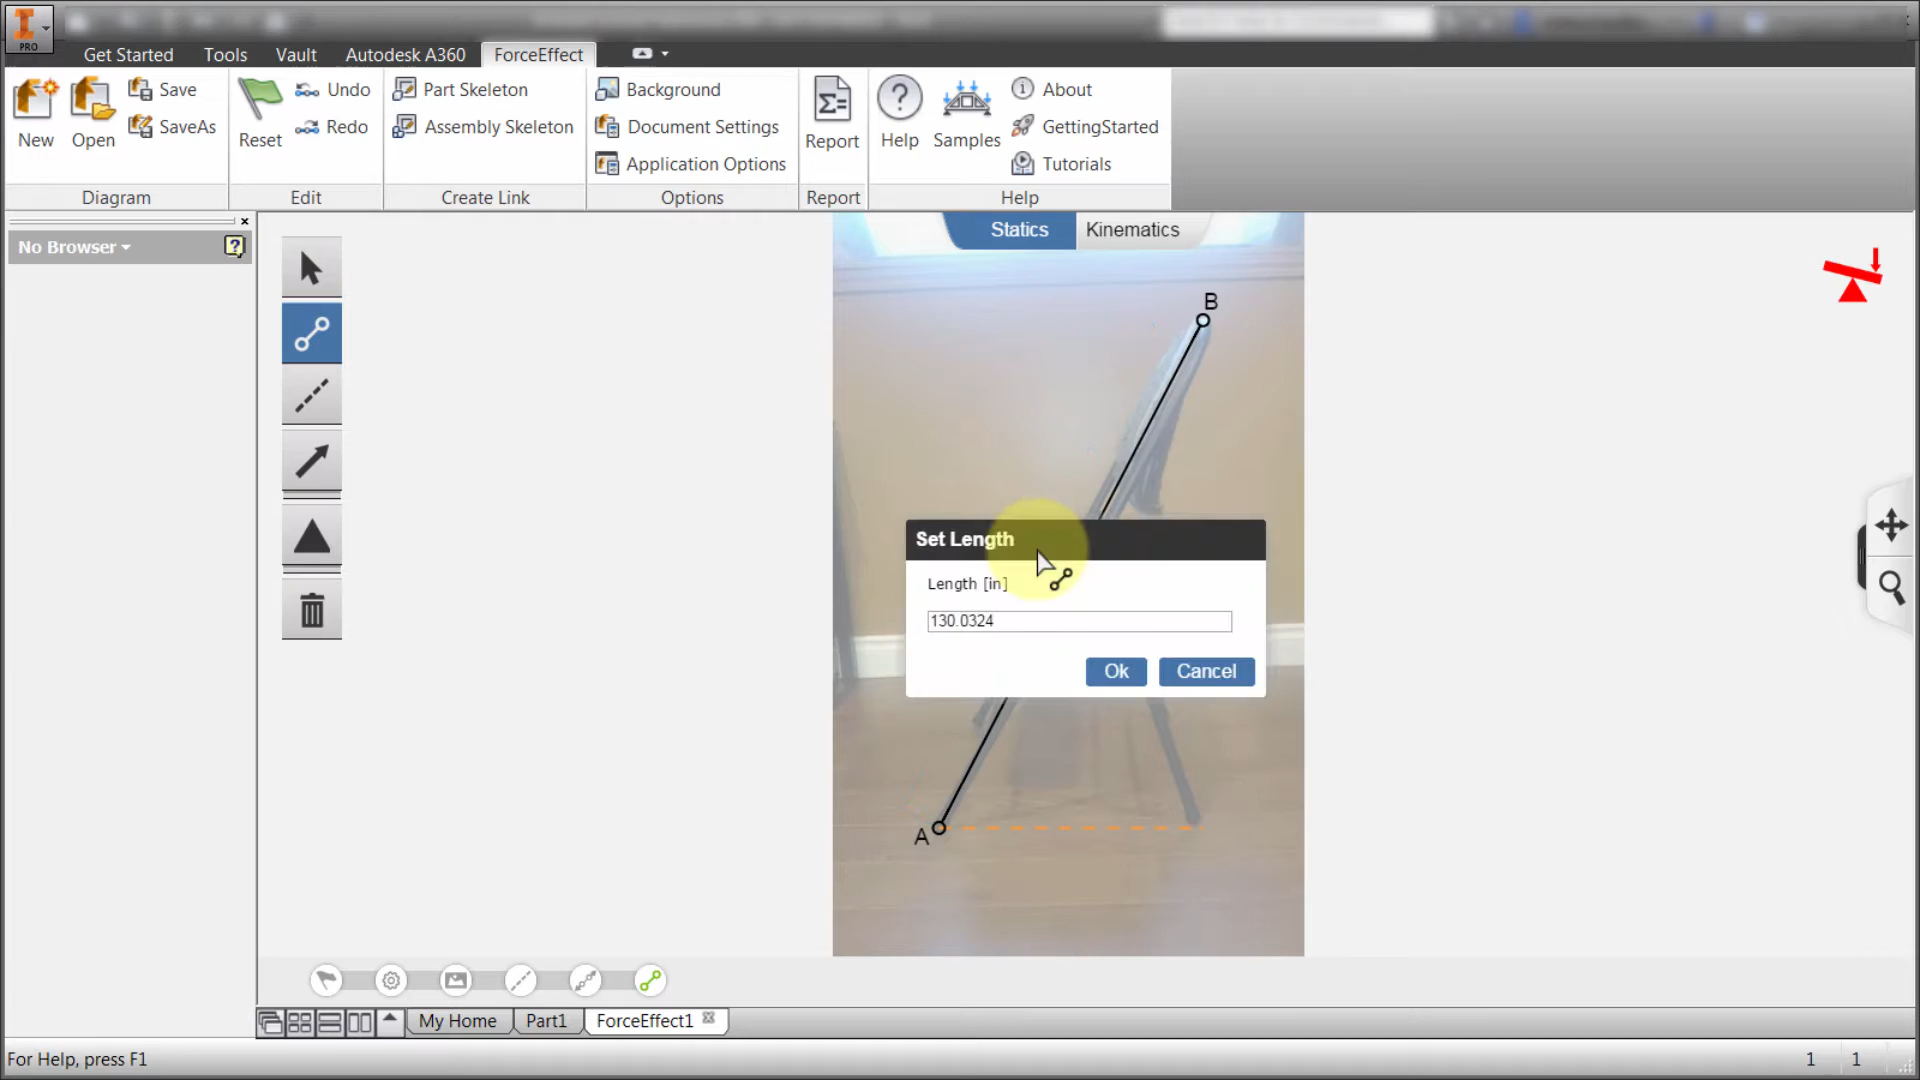 PRO
Get Started Tools Vault Autodesk A360 ForceEffect
New Open Save SaveAs
Diagram
Reset Undo Redo
Edit
Part Skeleton
Assembly Skeleton
Create Link
Background
Document Settings
Application Options
Options
Report
Report
Help Samples About
GettingStarted
Tutorials
Help
No Browser
Statics Kinematics
B
Set Length
Length [in]
130.0324
Ok Cancel
A
My Home Part1 ForceEffect1
For Help, press F1 1 1